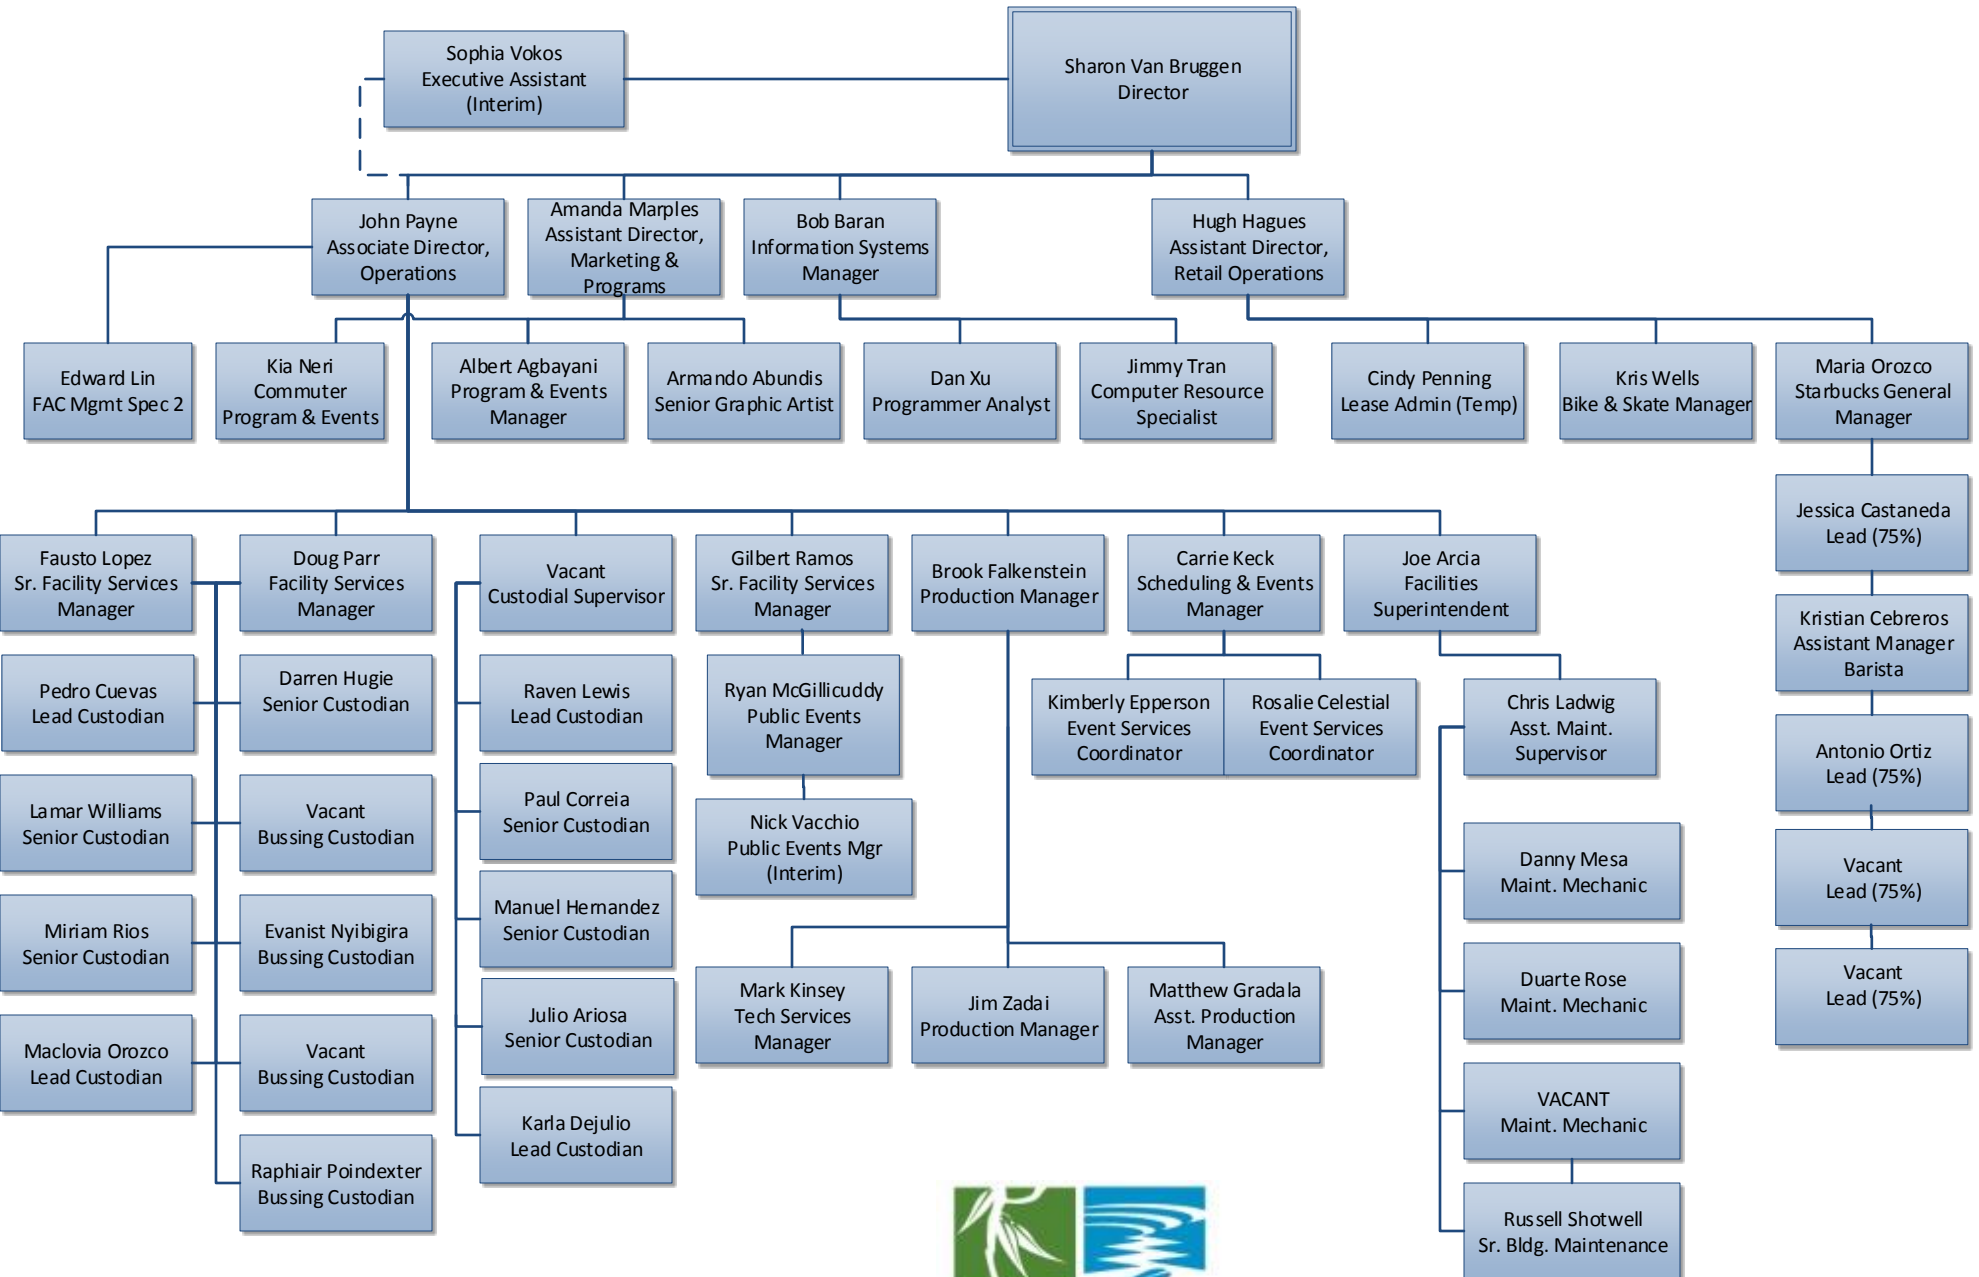 Sophia Vokos
Executive Assistant
(Interim)
Sharon Van Bruggen
Director
John Payne
Associate Director,
Operations
Amanda Marples
Assistant Director,
Marketing &
Programs
Bob Baran
Information Systems
Manager
Hugh Hagues
Assistant Director,
Retail Operations
Edward Lin
FAC Mgmt Spec 2
Kia Neri
Commuter
Program & Events
Albert Agbayani
Program & Events
Manager
Armando Abundis
Senior Graphic Artist
Dan Xu
Programmer Analyst
Jimmy Tran
Computer Resource
Specialist
Cindy Penning
Lease Admin (Temp)
Kris Wells
Bike & Skate Manager
Maria Orozco
Starbucks General
Manager
Jessica Castaneda
Lead (75%)
Kristian Cebreros
Assistant Manager
Barista
Antonio Ortiz
Lead (75%)
Vacant
Lead (75%)
Vacant
Lead (75%)
Fausto Lopez
Sr. Facility Services
Manager
Doug Parr
Facility Services
Manager
Vacant
Custodial Supervisor
Gilbert Ramos
Sr. Facility Services
Manager
Brook Falkenstein
Production Manager
Carrie Keck
Scheduling & Events
Manager
Joe Arcia
Facilities
Superintendent
Pedro Cuevas
Lead Custodian
Darren Hugie
Senior Custodian
Raven Lewis
Lead Custodian
Ryan McGillicuddy
Public Events
Manager
Kimberly Epperson
Event Services
Coordinator
Rosalie Celestial
Event Services
Coordinator
Chris Ladwig
Asst. Maint.
Supervisor
Lamar Williams
Senior Custodian
Vacant
Bussing Custodian
Paul Correia
Senior Custodian
Nick Vacchio
Public Events Mgr
(Interim)
Danny Mesa
Maint. Mechanic
Miriam Rios
Senior Custodian
Evanist Nyibigira
Bussing Custodian
Manuel Hernandez
Senior Custodian
Mark Kinsey
Tech Services
Manager
Jim Zadai
Production Manager
Matthew Gradala
Asst. Production
Manager
Duarte Rose
Maint. Mechanic
Maclovia Orozco
Lead Custodian
Vacant
Bussing Custodian
Julio Ariosa
Senior Custodian
VACANT
Maint. Mechanic
Raphiair Poindexter
Bussing Custodian
Karla Dejulio
Lead Custodian
Russell Shotwell
Sr. Bldg. Maintenance